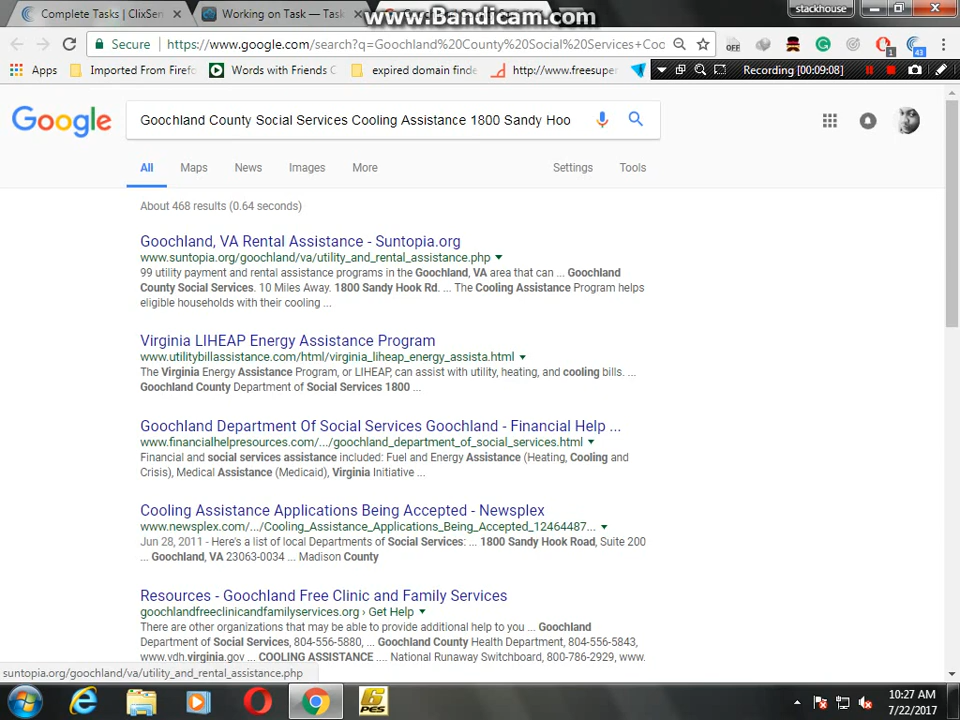 Complete Tasks | ClixSen
Working on Task — Task
www.Bandicam.com
stackhouse
Secure
https://www.google.com/search?q=Goochland%20County%20Social%20Services+Coo
OFF
1
43
Apps
Imported From Firefo
Words with Friends C
expired domain finde
http://www.freesuper
Recording [00:09:08]
Google
Goochland County Social Services Cooling Assistance 1800 Sandy Hoo
All Maps News Images More Settings Tools
About 468 results (0.64 seconds)
Goochland, VA Rental Assistance - Suntopia.org
www.suntopia.org/goochland/va/utility_and_rental_assistance.php
99 utility payment and rental assistance programs in the Goochland, VA area that can ... Goochland
County Social Services. 10 Miles Away. 1800 Sandy Hook Rd. ... The Cooling Assistance Program helps
eligible households with their cooling ...
Virginia LIHEAP Energy Assistance Program
www.utilitybillassistance.com/html/virginia_liheap_energy_assista.html
The Virginia Energy Assistance Program, or LIHEAP, can assist with utility, heating, and cooling bills. ...
Goochland County Department of Social Services 1800 ...
Goochland Department Of Social Services Goochland - Financial Help ...
www.financialhelpresources.com/.../goochland_department_of_social_services.html
Financial and social services assistance included: Fuel and Energy Assistance (Heating, Cooling and
Crisis), Medical Assistance (Medicaid), Virginia Initiative ...
Cooling Assistance Applications Being Accepted - Newsplex
www.newsplex.com/.../Cooling_Assistance_Applications_Being_Accepted_12464487...
Jun 28, 2011 - Here's a list of local Departments of Social Services: ... 1800 Sandy Hook Road, Suite 200
... Goochland, VA 23063-0034 ... Madison County
Resources - Goochland Free Clinic and Family Services
goochlandfreeclinicandfamilyservices.org › Get Help
There are other organizations that may be able to provide additional help to you ... Goochland
Department of Social Services, 804-556-5880, ... Goochland County Health Department, 804-556-5843,
www.vdh.virginia.gov ... COOLING ASSISTANCE .... National Runaway Switchboard, 800-786-2929, www.
suntopia.org/goochland/va/utility_and_rental_assistance.php
PES
10:27 AM
7/22/2017